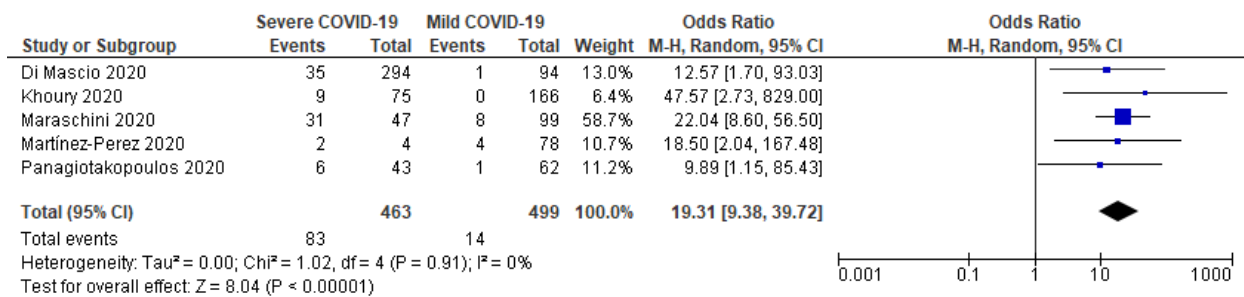 Severe COVID-19 Mild COVID-19 Odds Ratio Odds Ratio
Study or Subgroup Events Total Events Total Weight M-H, Random, 95% CI M-H, Random, 95% CI
Di Mascio 2020 35 294 1 94 13.0% 12.57 [1.70, 93.03]
Khoury 2020 9 75 0 166 6.4% 47.57 [2.73, 829.00]
Maraschini 2020 31 47 8 99 58.7% 22.04 [8.60, 56.50]
Martínez-Perez 2020 2 4 4 78 10.7% 18.50 [2.04, 167.48]
Panagiotakopoulos 2020 6 43 1 62 11.2% 9.89 [1.15, 85.43]
Total (95% CI) 463 499 100.0% 19.31 [9.38, 39.72]
Total events 83 14
Heterogeneity: Tau² = 0.00; Chi² = 1.02, df = 4 (P = 0.91); I² = 0%
Test for overall effect: Z = 8.04 (P < 0.00001)
0.001 0.1 1 10 1000